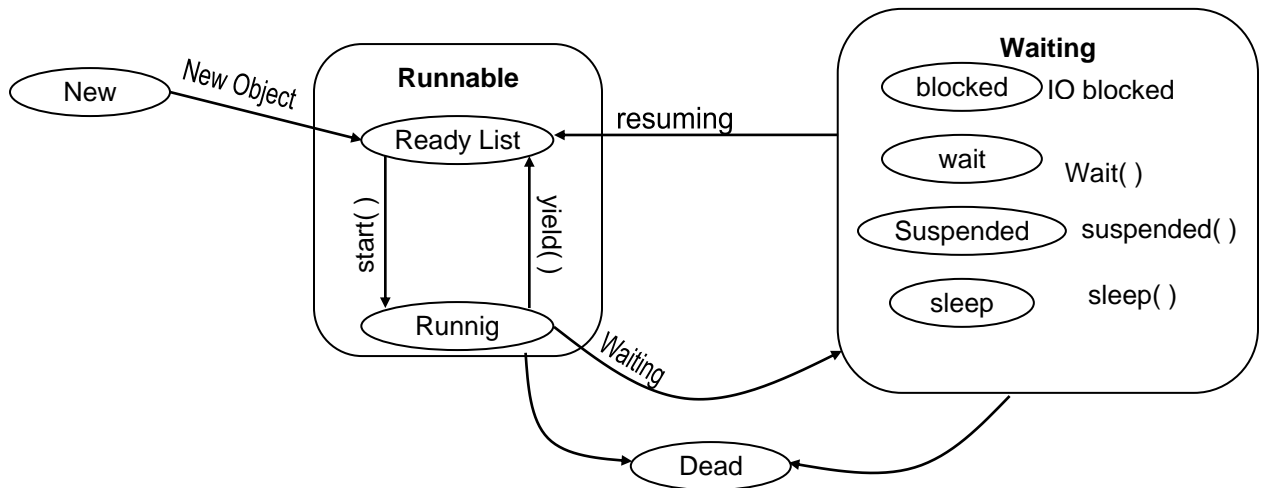 New
New Object
Runnable
Ready List
start( )
yield( )
Runnig
resuming
Waiting
Waiting
blocked IO blocked
wait Wait( )
Suspended suspended( )
sleep sleep( )
Dead